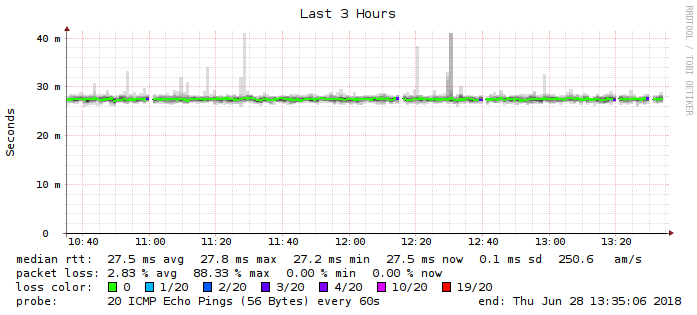 Last 3 Hours
RRDTOOL / TOBI OETIKER
Seconds
40 m
30 m
20 m
10 m
0
10:40 11:00 11:20 11:40 12:00 12:20 12:40 13:00 13:20
median rtt: 27.5 ms avg 27.8 ms max 27.2 ms min 27.5 ms now 0.1 ms sd 250.6 am/s
packet loss: 2.83 % avg 88.33 % max 0.00 % min 0.00 % now
loss color: 0 1/20 2/20 3/20 4/20 10/20 19/20
probe: 20 ICMP Echo Pings (56 Bytes) every 60s end: Thu Jun 28 13:35:06 2018